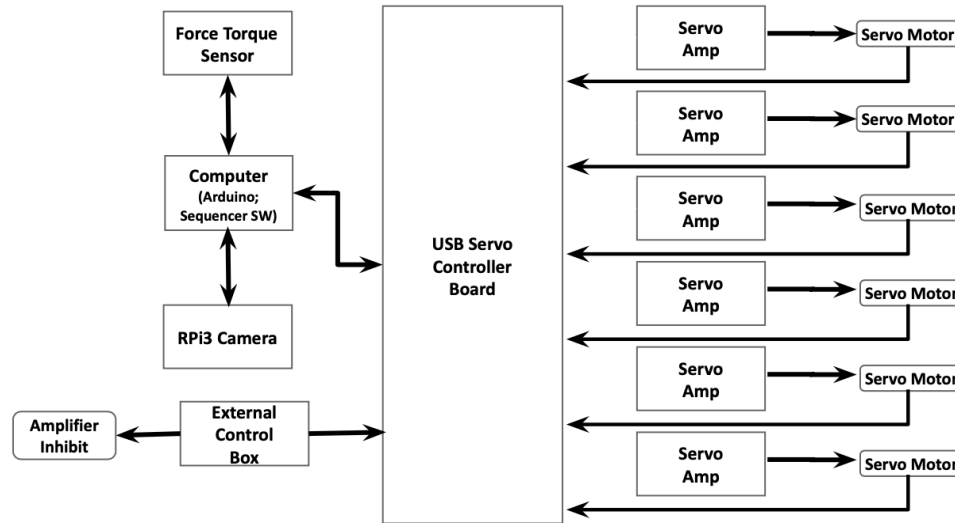 Force Torque
Sensor
Computer
(Arduino;
Sequencer SW)
RPi3 Camera
Amplifier
Inhibit
External
Control
Box
USB Servo
Controller
Board
Servo
Amp
Servo Motor
Servo
Amp
Servo Motor
Servo
Amp
Servo Motor
Servo
Amp
Servo Motor
Servo
Amp
Servo Motor
Servo
Amp
Servo Motor